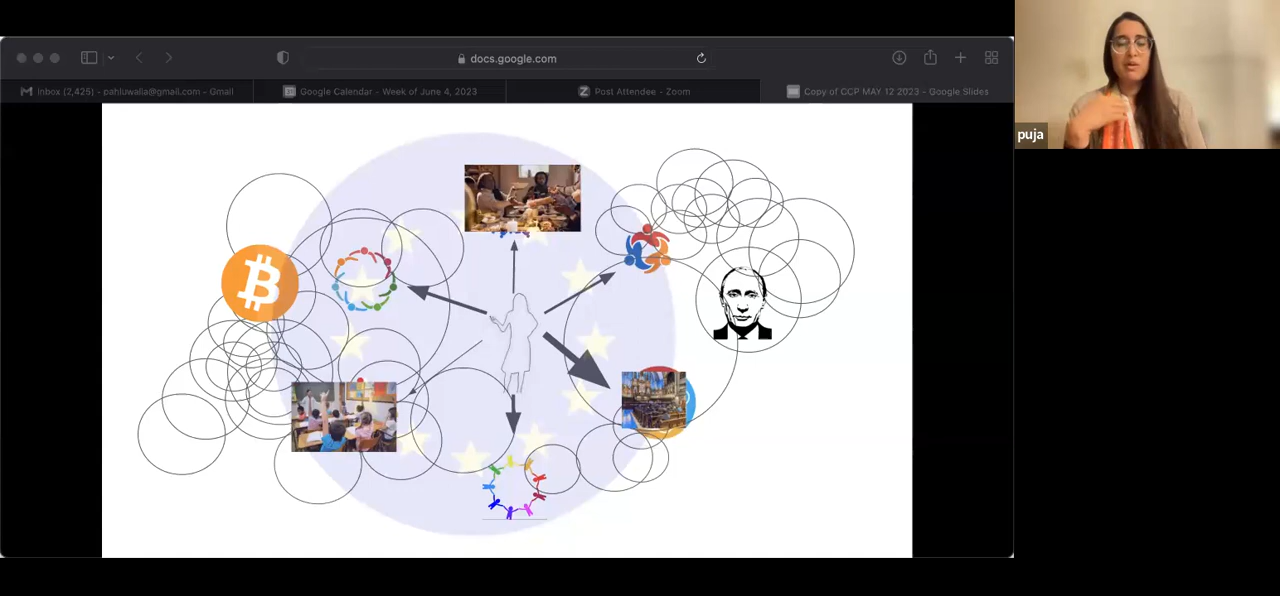 docs.google.com
Inbox (2,425) - pahluwalia@gmail.com - Gmail
Google Calendar - Week of June 4, 2023
Post Attendee - Zoom
Copy of CCP MAY 12 2023 - Google Slides
puja